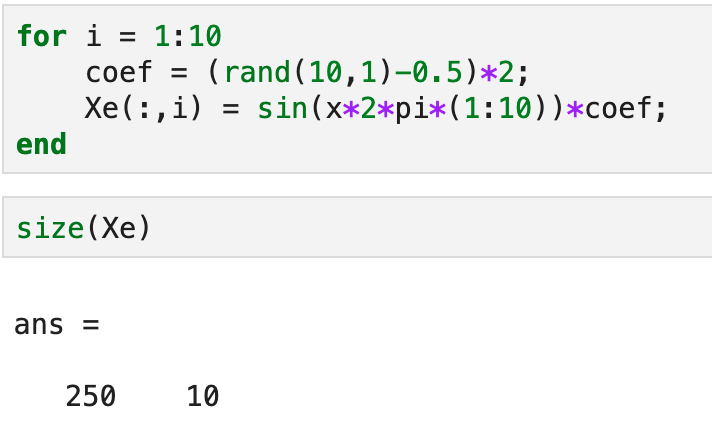 for i = 1:10
    coef = (rand(10,1)-0.5)*2;
    Xe(:,i) = sin(x*2*pi*(1:10))*coef;
end
size(Xe)
ans =
   250    10